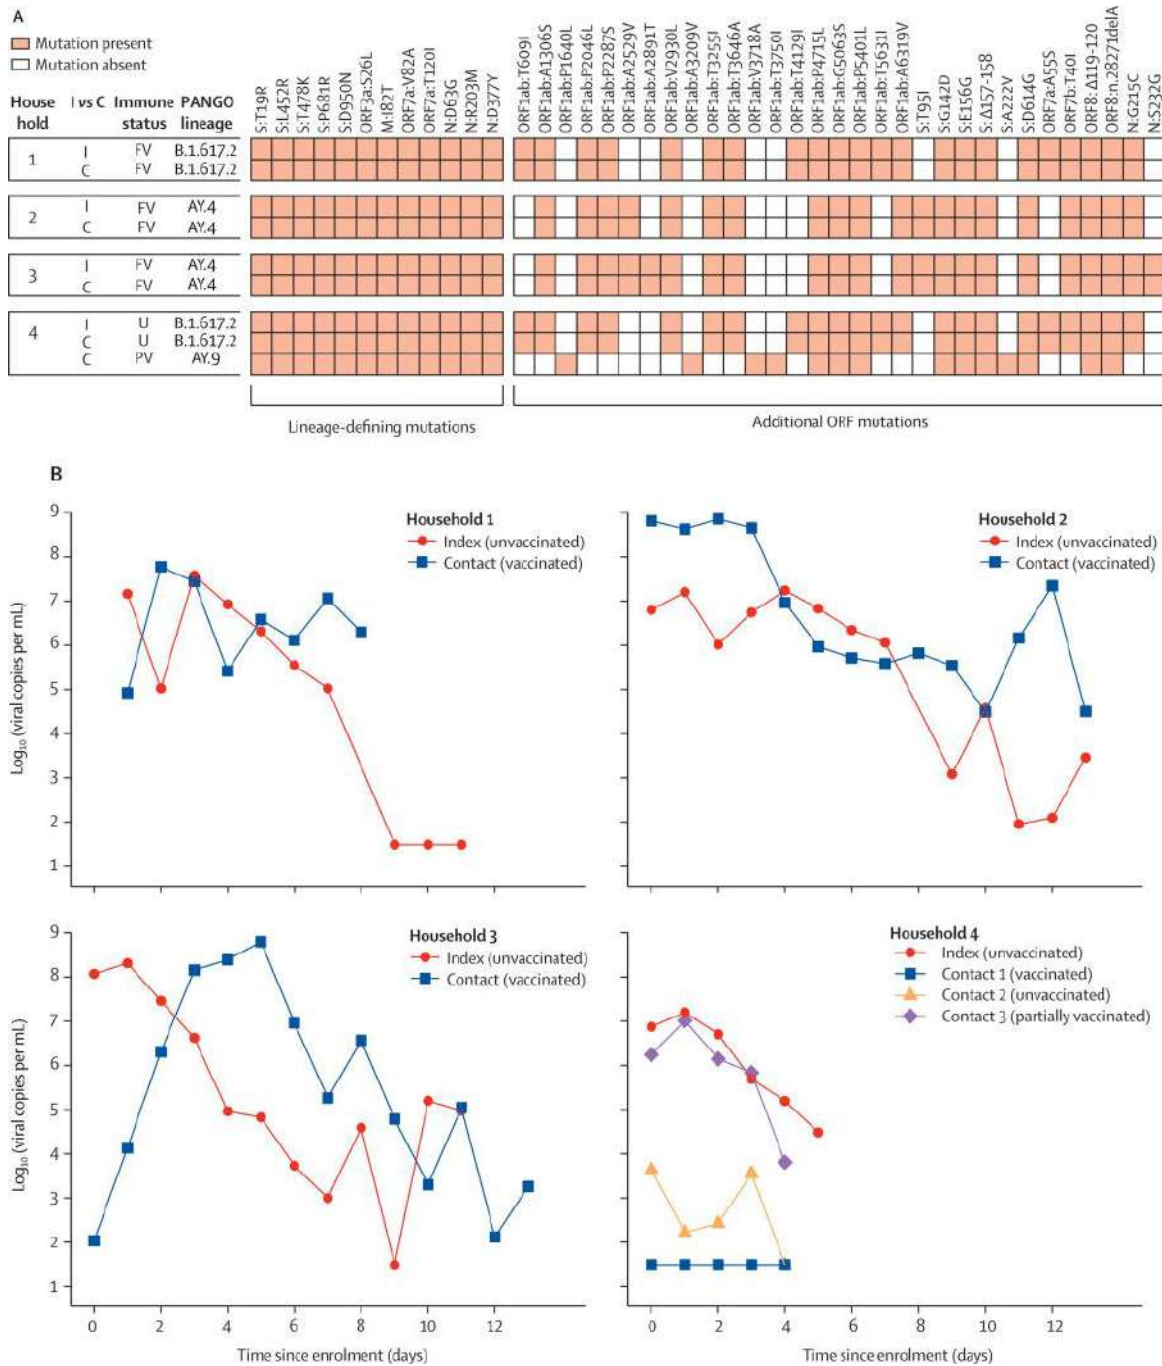 A
Mutation present
Mutation absent
House hold
I vs C
Immune status
PANGO lineage
S:T19R
S:L452R
S:T478K
S:P681R
S:D950N
ORF3a:S26L
M:I82T
ORF7a:V82A
ORF7a:T120I
N:D63G
N:R203M
N:D377Y
ORF1ab:T609I
ORF1ab:A1306S
ORF1ab:P1640L
ORF1ab:P2046L
ORF1ab:P2287S
ORF1ab:A2529V
ORF1ab:A2891T
ORF1ab:V2930L
ORF1ab:A3209V
ORF1ab:T3255I
ORF1ab:T3646A
ORF1ab:V3718A
ORF1ab:T3750I
ORF1ab:T4129I
ORF1ab:P4715L
ORF1ab:G5063S
ORF1ab:P5401L
ORF1ab:T5631I
ORF1ab:A6319V
S:T95I
S:G142D
S:E156G
S:Δ157-158
S:A222V
S:D614G
ORF7a:A55S
ORF7b:T40I
ORF8:Δ119-120
ORF8:n.28271delA
N:G215C
N:S232G
1 I FV B.1.617.2
C FV B.1.617.2
2 I FV AY.4
C FV AY.4
3 I FV AY.4
C FV AY.4
4 I U B.1.617.2
C U B.1.617.2
C PV AY.9
Lineage-defining mutations
Additional ORF mutations
B
Household 1
Index (unvaccinated)
Contact (vaccinated)
Log₁₀ (viral copies per mL)
9
8
7
6
5
4
3
2
1
Household 2
Index (unvaccinated)
Contact (vaccinated)
Household 3
Index (unvaccinated)
Contact (vaccinated)
Log₁₀ (viral copies per mL)
9
8
7
6
5
4
3
2
1
0 2 4 6 8 10 12
Time since enrolment (days)
Household 4
Index (unvaccinated)
Contact 1 (vaccinated)
Contact 2 (unvaccinated)
Contact 3 (partially vaccinated)
0 2 4 6 8 10 12
Time since enrolment (days)